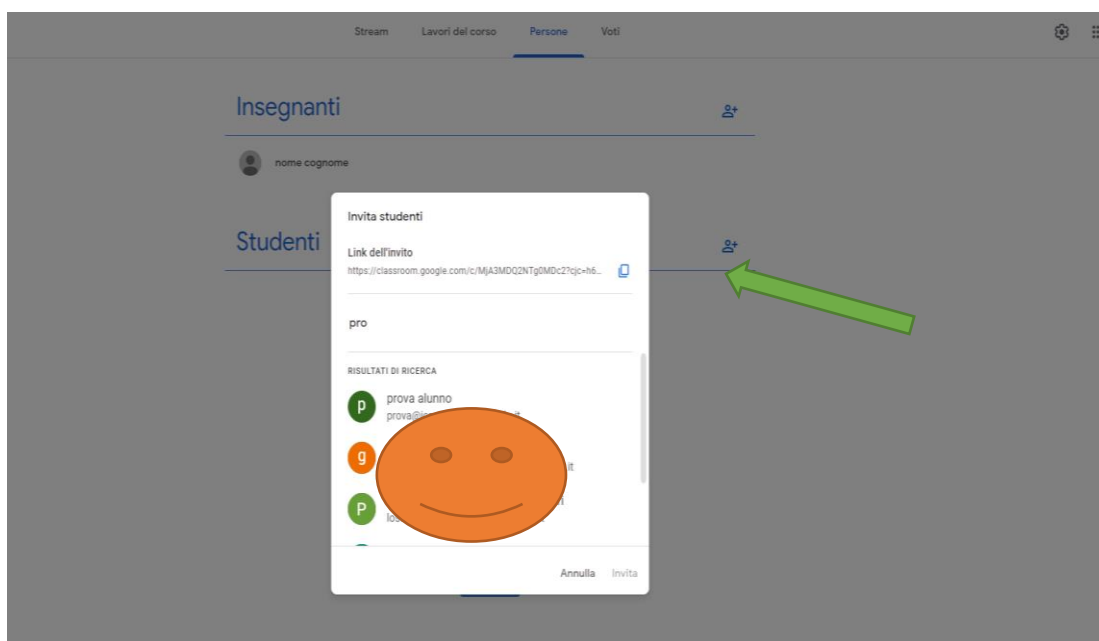 Stream Lavori del corso Persone Voti
Insegnanti
nome cognome
Studenti
Invita studenti
Link dell'invito
https://classroom.google.com/c/MjA3MDQ2NTg0MDc2?cjc=h6...
pro
RISULTATI DI RICERCA
p prova alunno
g
it
P
Annulla Invita